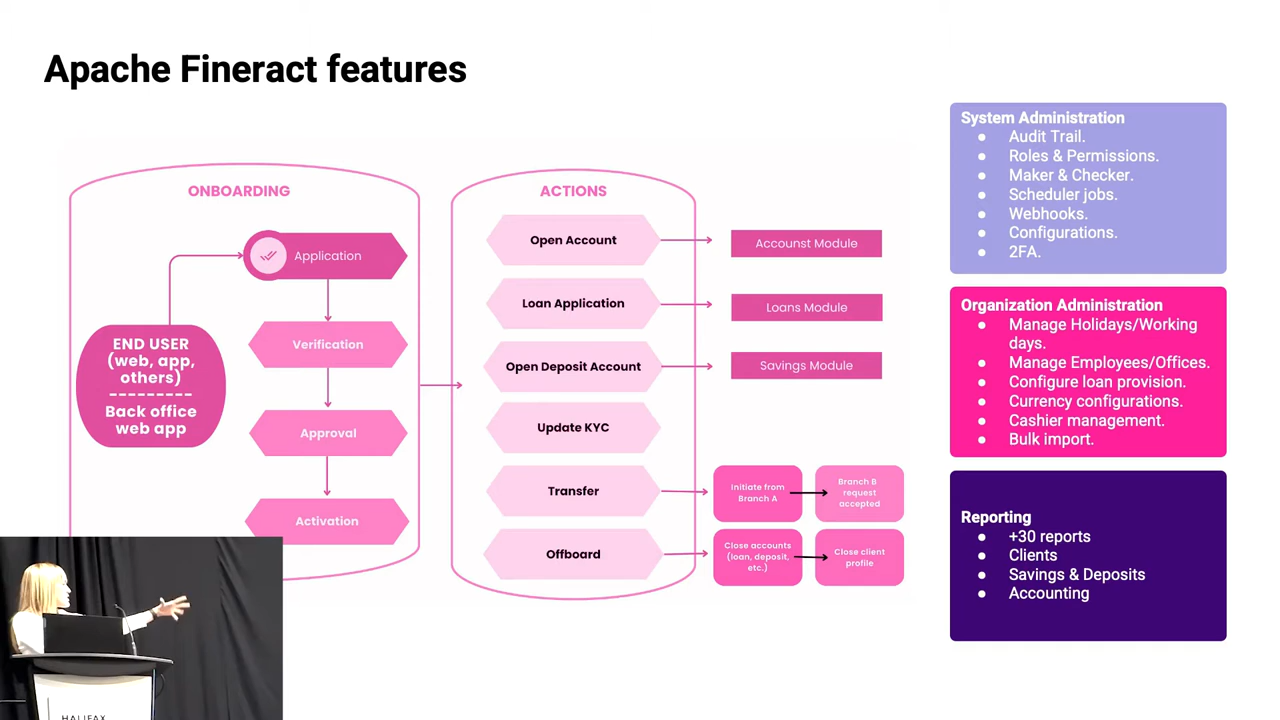 Apache Fineract features
ONBOARDING
Application
Verification
Approval
Activation
END USER
(web, app,
others)
---------
Back office
web app
ACTIONS
Open Account
Loan Application
Open Deposit Account
Update KYC
Transfer
Offboard
Accounst Module
Loans Module
Savings Module
Initiate from
Branch A
Branch B
request
accepted
Close accounts
(loan, deposit,
etc.)
Close client
profile
System Administration
● Audit Trail.
● Roles & Permissions.
● Maker & Checker.
● Scheduler jobs.
● Webhooks.
● Configurations.
● 2FA.
Organization Administration
● Manage Holidays/Working
days.
● Manage Employees/Offices.
● Configure loan provision.
● Currency configurations.
● Cashier management.
● Bulk import.
Reporting
● +30 reports
● Clients
● Savings & Deposits
● Accounting
HALIFAX